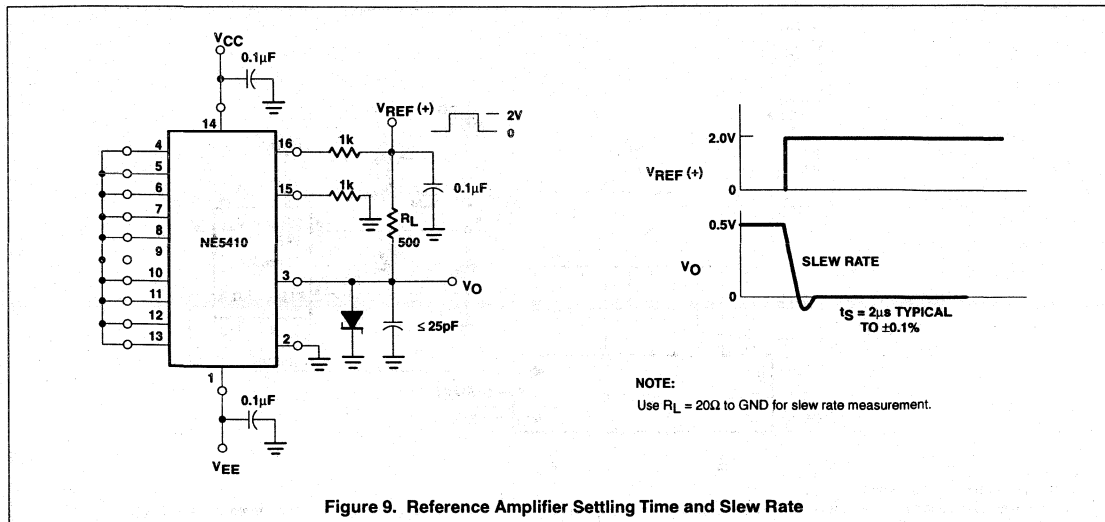 VCC
0.1µF
14
VREF (+)
2V
0
4
5
6
7
8
9
10
11
12
13
NE5410
16
1k
15
1k
0.1µF
RL
500
3
VO
≤ 25pF
2
1
0.1µF
VEE
2.0V
VREF (+)
0
0.5V
VO
SLEW RATE
0
tS = 2µs TYPICAL
TO ±0.1%
NOTE:
Use RL = 20Ω to GND for slew rate measurement.
Figure 9. Reference Amplifier Settling Time and Slew Rate